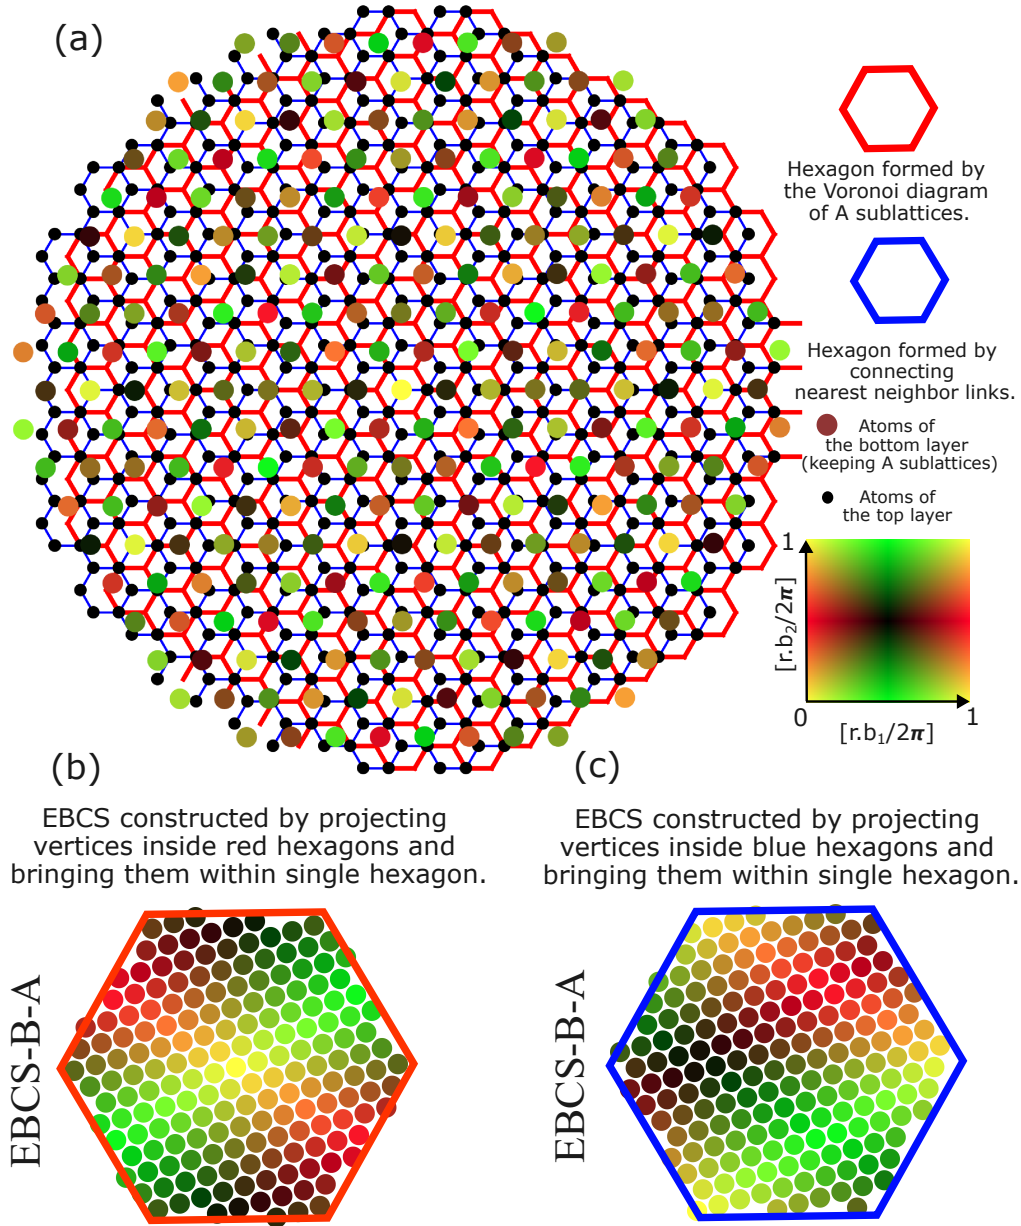 (a)
Hexagon formed by
the Voronoi diagram
of A sublattices.
Hexagon formed by
connecting
nearest neighbor links.
Atoms of
the bottom layer
(keeping A sublattices)
Atoms of
the top layer
1
[r.b₂/2π]
0
1
[r.b₁/2π]
(b)
EBCS constructed by projecting
vertices inside red hexagons and
bringing them within single hexagon.
EBCS-B-A
(c)
EBCS constructed by projecting
vertices inside blue hexagons and
bringing them within single hexagon.
EBCS-B-A